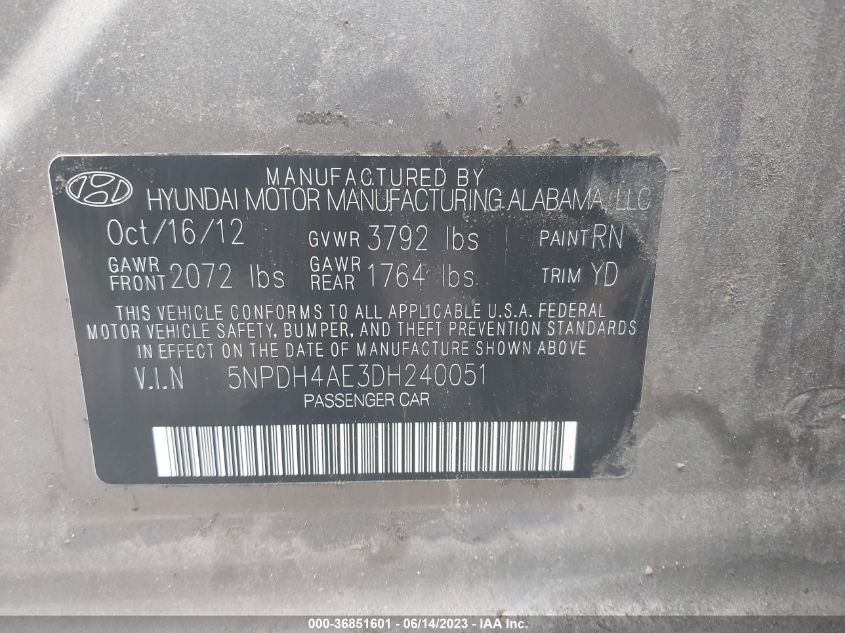 MANUFACTURED BY
HYUNDAI MOTOR MANUFACTURING ALABAMA, LLC
Oct/16/12 GVWR 3792 lbs PAINT RN
GAWR FRONT 2072 lbs GAWR REAR 1764 lbs TRIM YD
THIS VEHICLE CONFORMS TO ALL APPLICABLE U.S.A. FEDERAL
MOTOR VEHICLE SAFETY, BUMPER, AND THEFT PREVENTION STANDARDS
IN EFFECT ON THE DATE OF MANUFACTURE SHOWN ABOVE
V.I.N 5NPDH4AE3DH240051
PASSENGER CAR
000-36851601 - 06/14/2023 - IAA Inc.